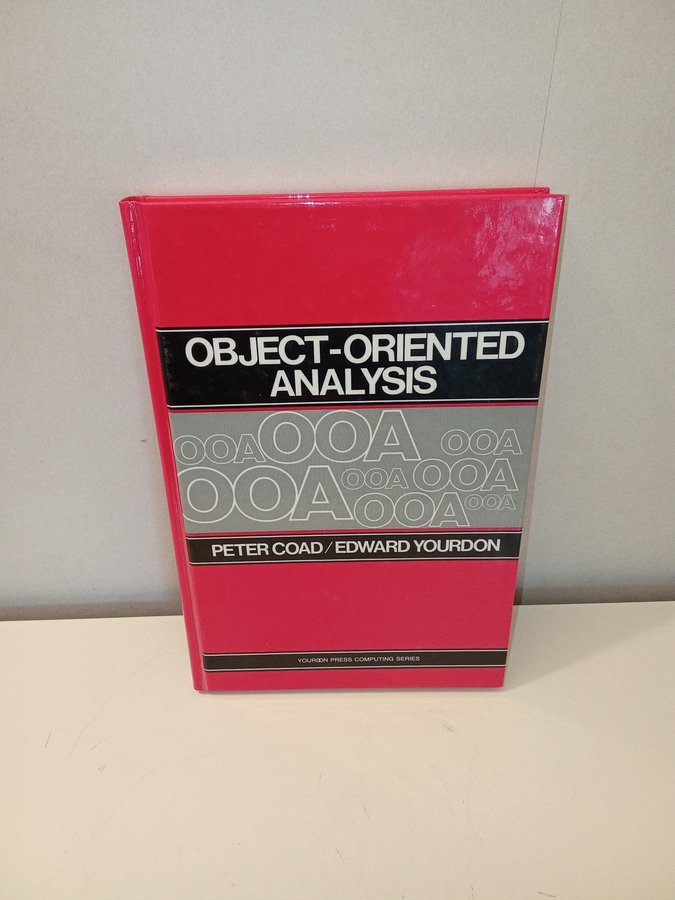 OBJECT-ORIENTED
ANALYSIS
OOA OOA OOA
OOA OOA OOA OOA OOA
PETER COAD/EDWARD YOURDON
YOURDON PRESS COMPUTING SERIES